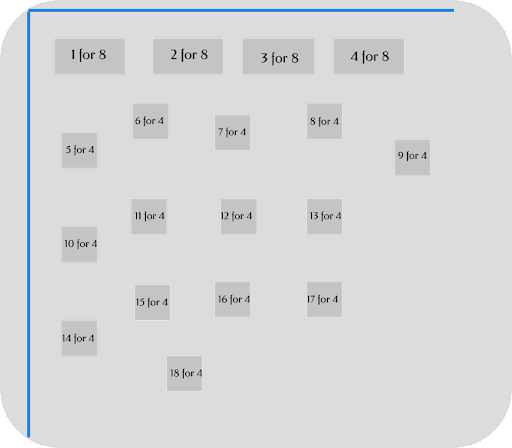 1 for 8
2 for 8
3 for 8
4 for 8
5 for 4
6 for 4
7 for 4
8 for 4
9 for 4
10 for 4
11 for 4
12 for 4
13 for 4
14 for 4
15 for 4
16 for 4
17 for 4
18 for 4